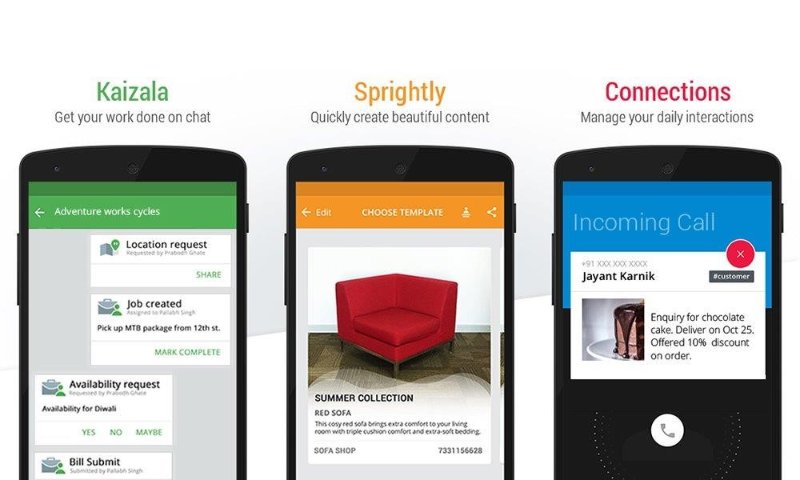 Kaizala
Get your work done on chat
Adventure works cycles
Location request
Requested by Prabodh Ghate
SHARE
Job created
Assigned to Pallabh Singh
Pick up MTB package from 12th st.
MARK COMPLETE
Availability request
Requested by Prabodh Ghate
Availability for Diwali
YES NO MAYBE
Bill Submit
Submitted by Pallabh Singh
Sprightly
Quickly create beautiful content
Edit CHOOSE TEMPLATE
SUMMER COLLECTION
RED SOFA
This cosy red sofa brings extra comfort to your living
room with triple cushion comfort and extra-soft bedding.
SOFA SHOP 7331156628
Connections
Manage your daily interactions
Incoming Call
+91 XXX XXX XXXX
Jayant Karnik #customer
Enquiry for chocolate
cake. Deliver on Oct 25.
Offered 10% discount
on order.